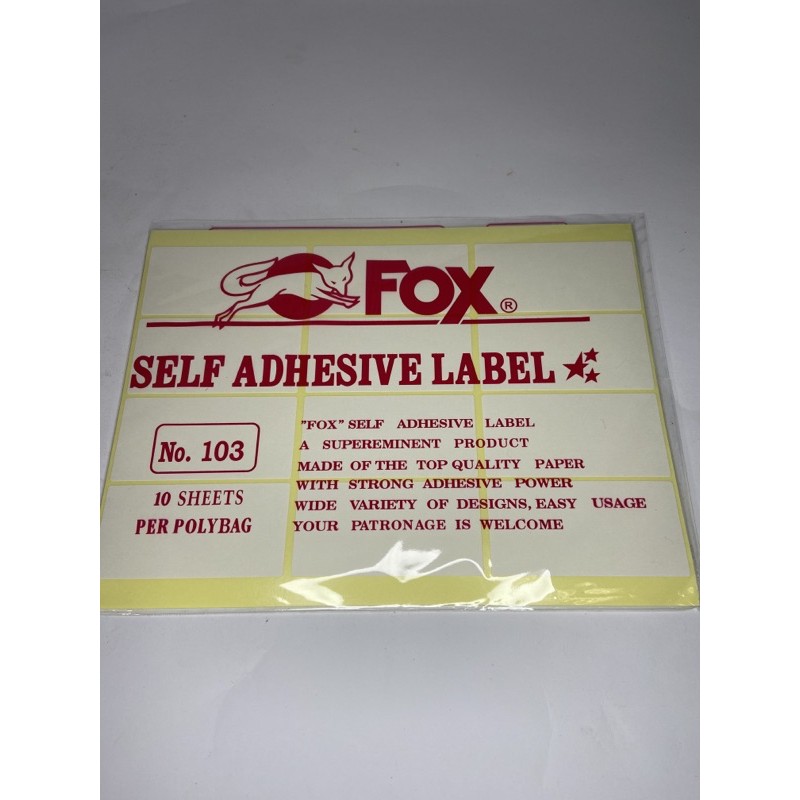 FOX®
SELF ADHESIVE LABEL
No. 103
10 SHEETS
PER POLYBAG
"FOX" SELF ADHESIVE LABEL
A SUPEREMINENT PRODUCT
MADE OF THE TOP QUALITY PAPER
WITH STRONG ADHESIVE POWER
WIDE VARIETY OF DESIGNS, EASY USAGE
YOUR PATRONAGE IS WELCOME